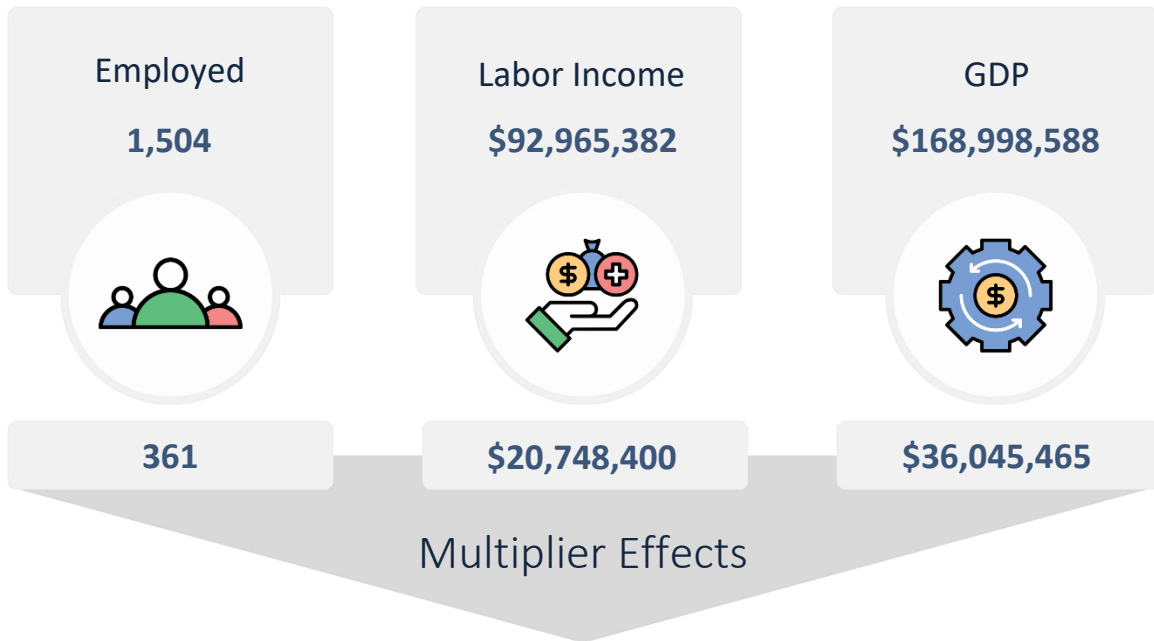 Employed
1,504
Labor Income
$92,965,382
GDP
$168,998,588
$
$
361
$20,748,400
$36,045,465
Multiplier Effects